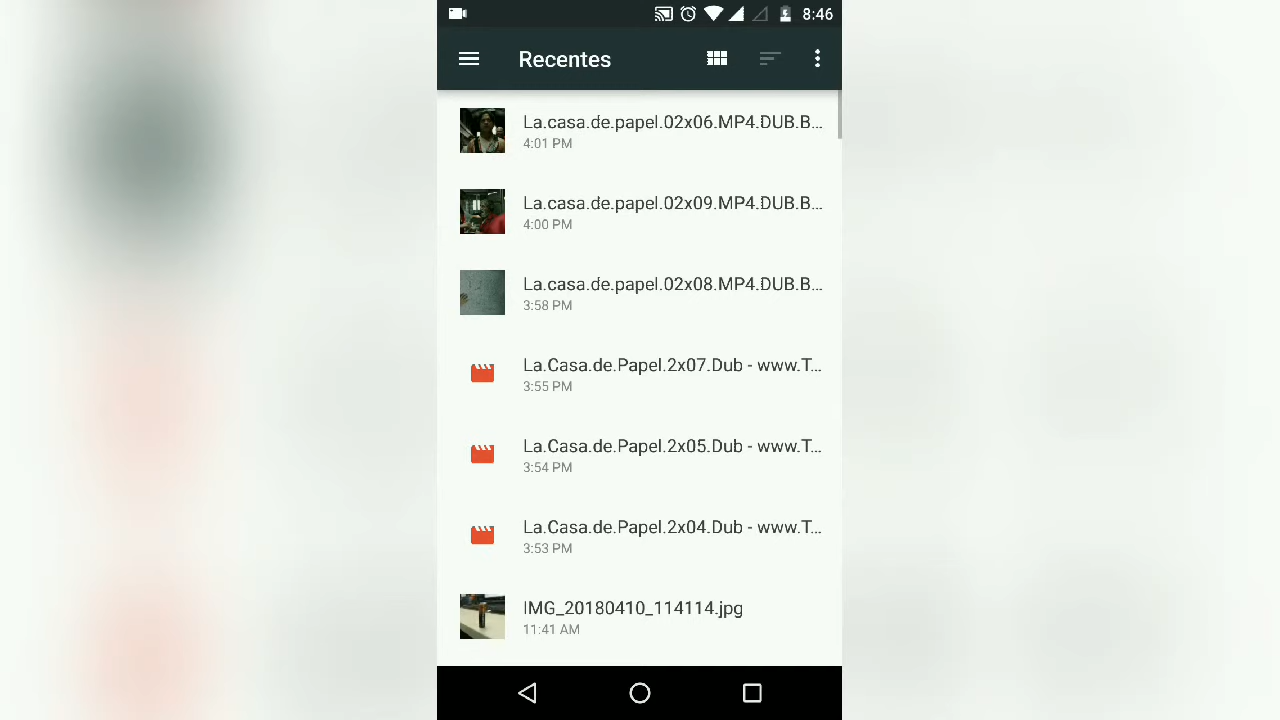 8:46
Recentes
La.casa.de.papel.02x06.MP4.DUB.B...
4:01 PM
La.casa.de.papel.02x09.MP4.DUB.B...
4:00 PM
La.casa.de.papel.02x08.MP4.DUB.B...
3:58 PM
La.Casa.de.Papel.2x07.Dub - www.T...
3:55 PM
La.Casa.de.Papel.2x05.Dub - www.T...
3:54 PM
La.Casa.de.Papel.2x04.Dub - www.T...
3:53 PM
IMG_20180410_114114.jpg
11:41 AM